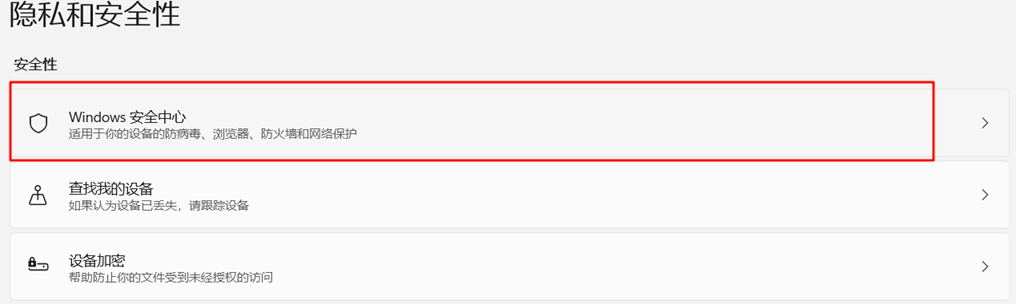 隐私和安全性
安全性
Windows 安全中心
适用于你的设备的防病毒、浏览器、防火墙和网络保护
查找我的设备
如果认为设备已丢失，请跟踪设备
设备加密
帮助防止你的文件受到未经授权的访问